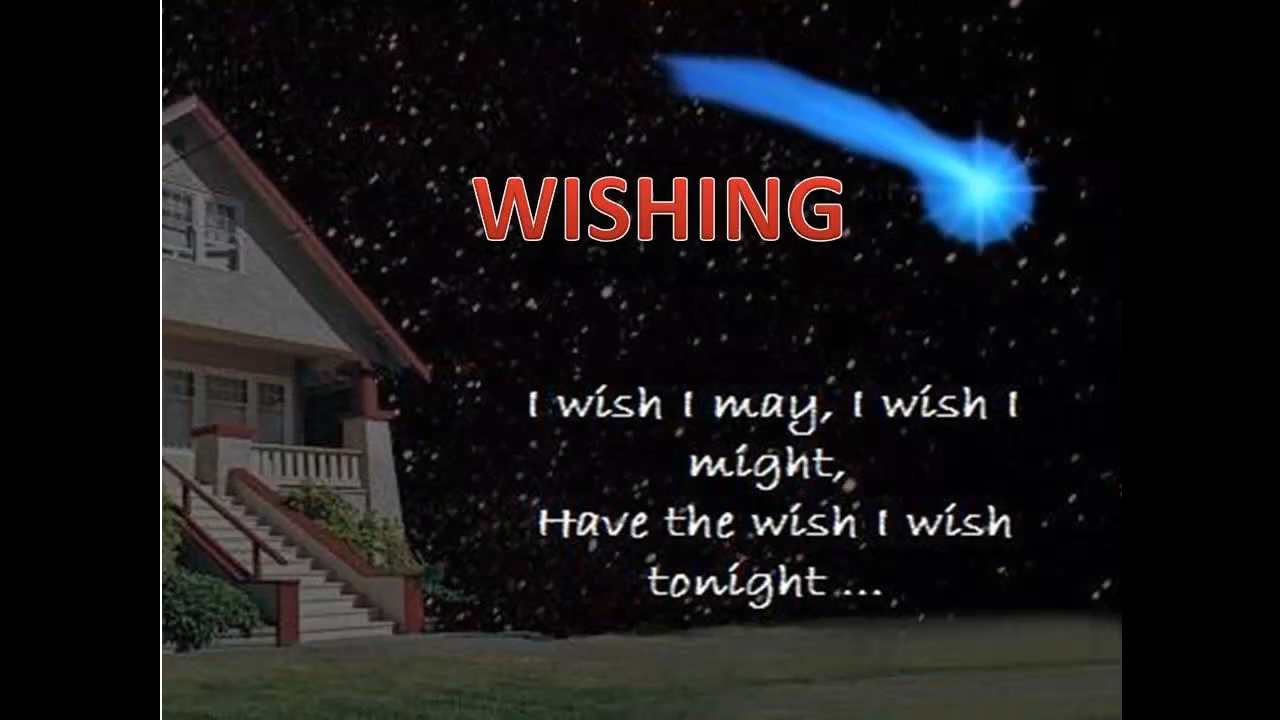 WISHING
I wish I may, I wish I
might,
Have the wish I wish
tonight ...